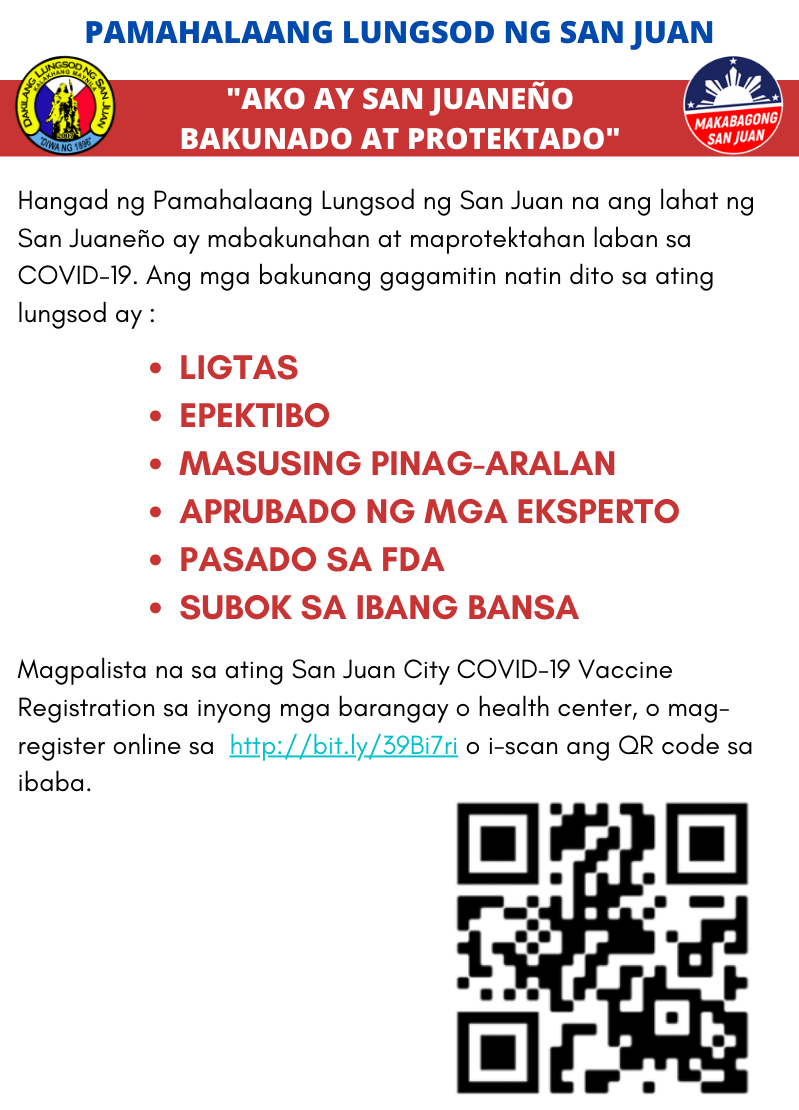 PAMAHALAANG LUNGSOD NG SAN JUAN
DAKILANG LUNGSOD NG SAN JUAN
KALAKHANG MAYNILA
"DIWA NG 1896"
"AKO AY SAN JUANEÑO
BAKUNADO AT PROTEKTADO"
MAKABAGONG
SAN JUAN
Hangad ng Pamahalaang Lungsod ng San Juan na ang lahat ng
San Juaneño ay mabakunahan at maprotektahan laban sa
COVID-19. Ang mga bakunang gagamitin natin dito sa ating
lungsod ay :
• LIGTAS
• EPEKTIBO
• MASUSING PINAG-ARALAN
• APRUBADO NG MGA EKSPERTO
• PASADO SA FDA
• SUBOK SA IBANG BANSA
Magpalista na sa ating San Juan City COVID-19 Vaccine
Registration sa inyong mga barangay o health center, o mag-
register online sa http://bit.ly/39Bi7ri o i-scan ang QR code sa
ibaba.